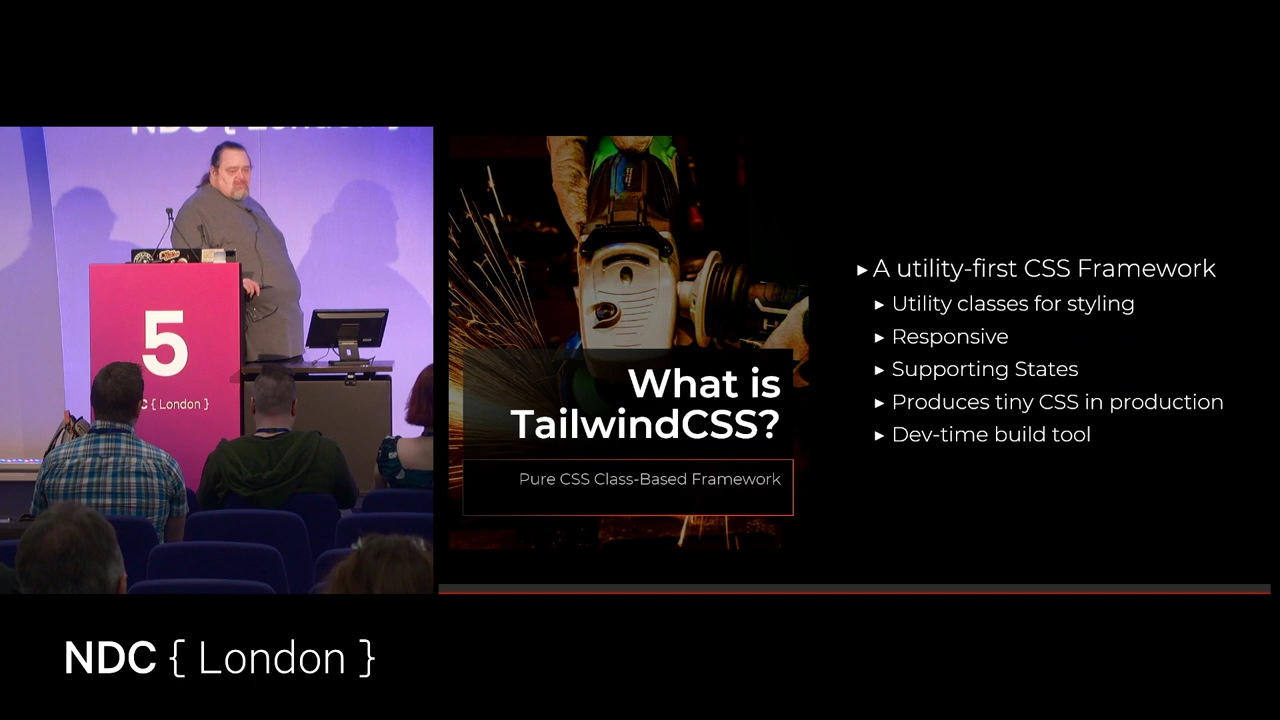 5
{ London }
What is
TailwindCSS?
Pure CSS Class-Based Framework
▸ A utility-first CSS Framework
▸ Utility classes for styling
▸ Responsive
▸ Supporting States
▸ Produces tiny CSS in production
▸ Dev-time build tool
NDC { London }